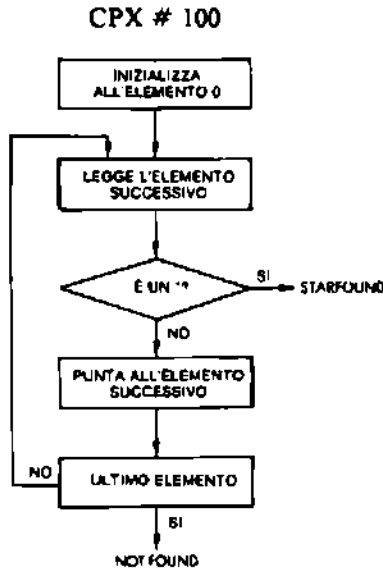 CPX # 100
INIZIALIZZA
ALL'ELEMENTO 0
LEGGE L'ELEMENTO
SUCCESSIVO
È UN '*'?
SI
STARFOUND
NO
PUNTA ALL'ELEMENTO
SUCCESSIVO
NO
ULTIMO ELEMENTO
SI
NOT FOUND